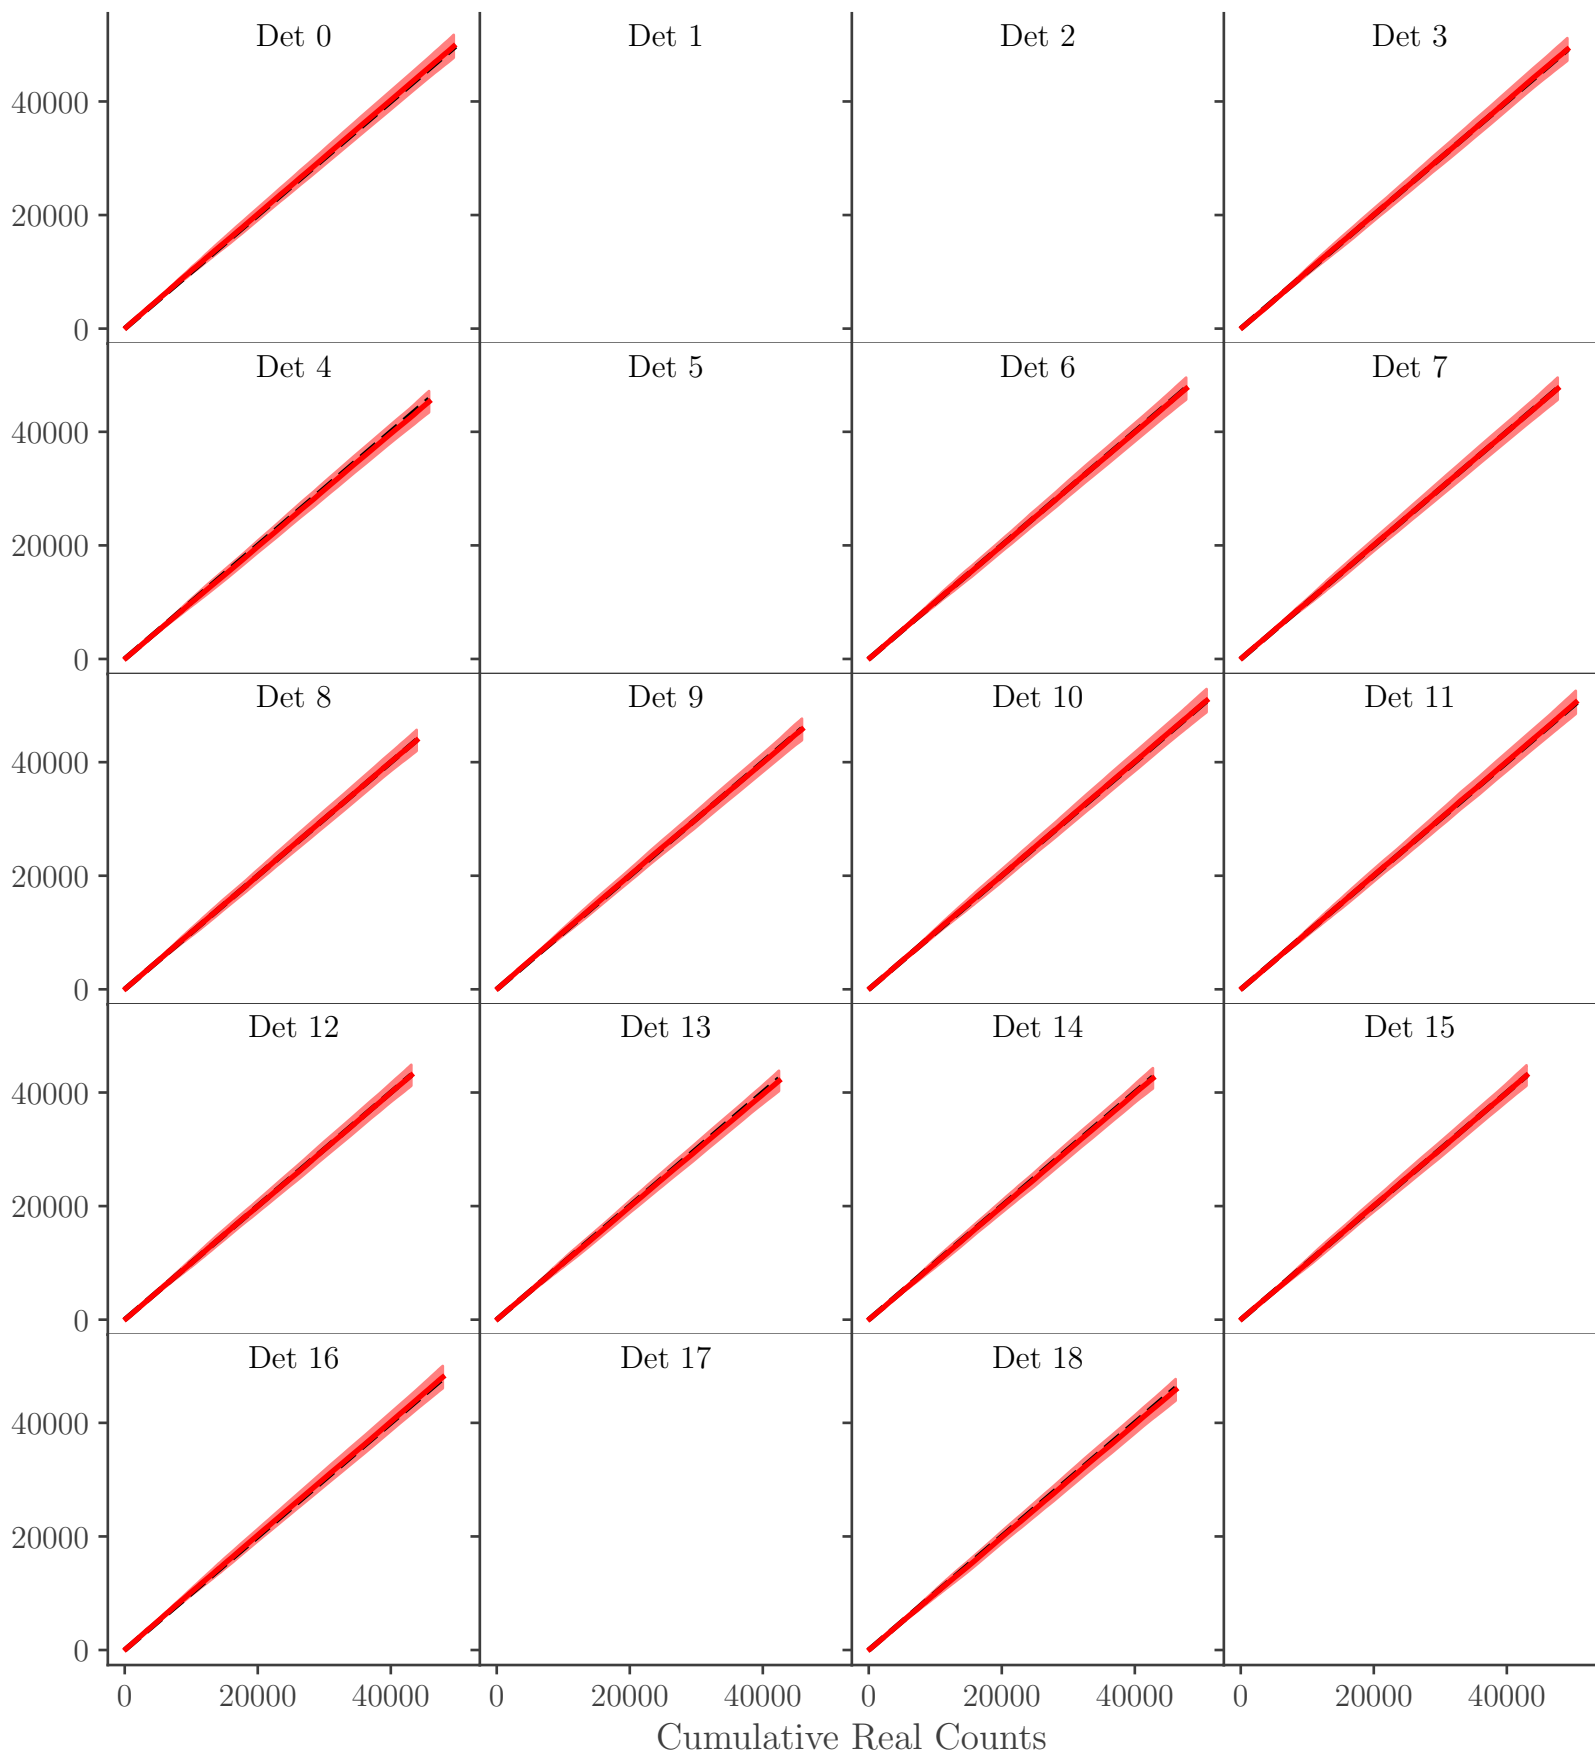 Det 0 Det 1 Det 2 Det 3
40000
20000
0
Det 4 Det 5 Det 6 Det 7
40000
20000
0
Det 8 Det 9 Det 10 Det 11
40000
20000
0
Det 12 Det 13 Det 14 Det 15
40000
20000
0
Det 16 Det 17 Det 18
40000
20000
0
0 20000 40000 0 20000 40000 0 20000 40000 0 20000 40000
Cumulative Real Counts